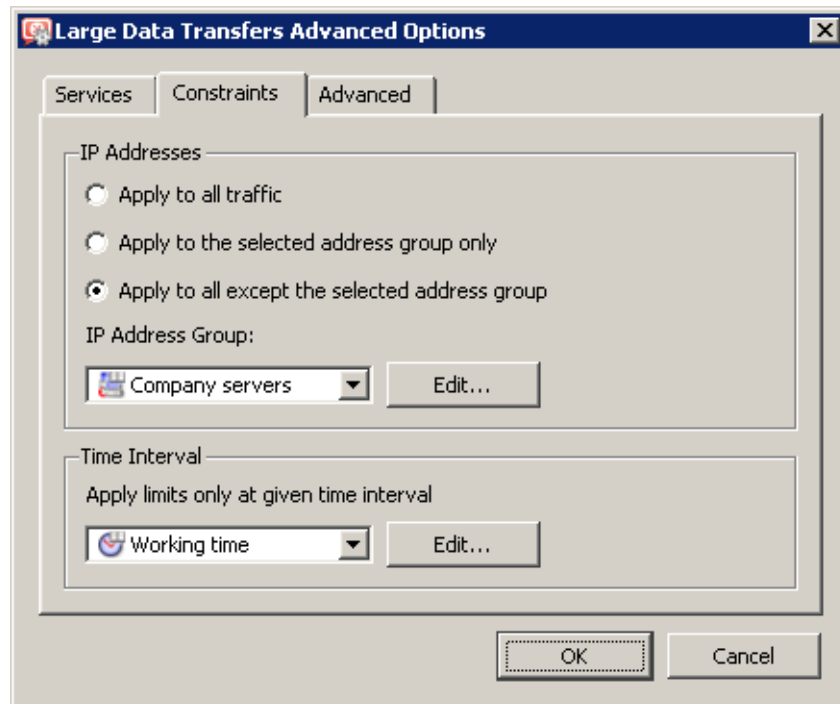 Large Data Transfers Advanced Options
Services Constraints Advanced
IP Addresses
Apply to all traffic
Apply to the selected address group only
Apply to all except the selected address group
IP Address Group:
Company servers Edit...
Time Interval
Apply limits only at given time interval
Working time Edit...
OK Cancel